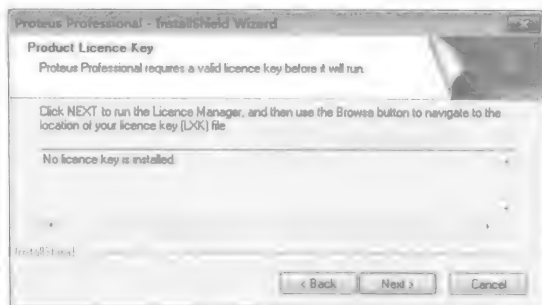 Proteus Professional - InstallShield Wizard
Product Licence Key
Proteus Professional requires a valid licence key before it will run.
Click NEXT to run the Licence Manager, and then use the Browse button to navigate to the
location of your licence key (LXK) file
No licence key is installed.
InstallShield
< Back
Next >
Cancel